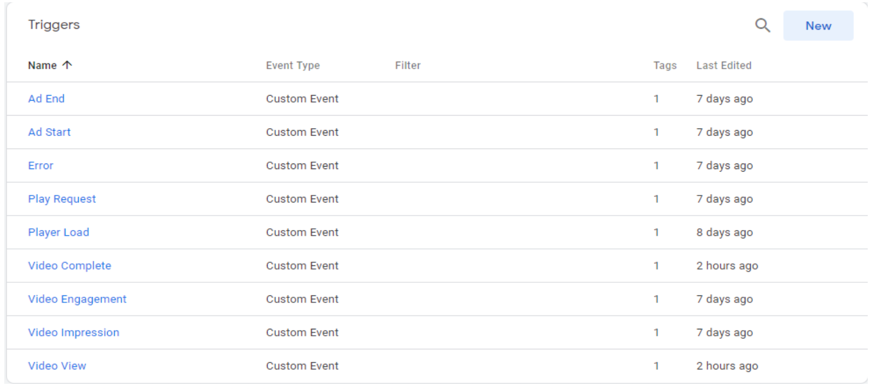 Triggers New
Name Event Type Filter Tags Last Edited
Ad End Custom Event 1 7 days ago
Ad Start Custom Event 1 7 days ago
Error Custom Event 1 7 days ago
Play Request Custom Event 1 7 days ago
Player Load Custom Event 1 8 days ago
Video Complete Custom Event 1 2 hours ago
Video Engagement Custom Event 1 7 days ago
Video Impression Custom Event 1 7 days ago
Video View Custom Event 1 2 hours ago